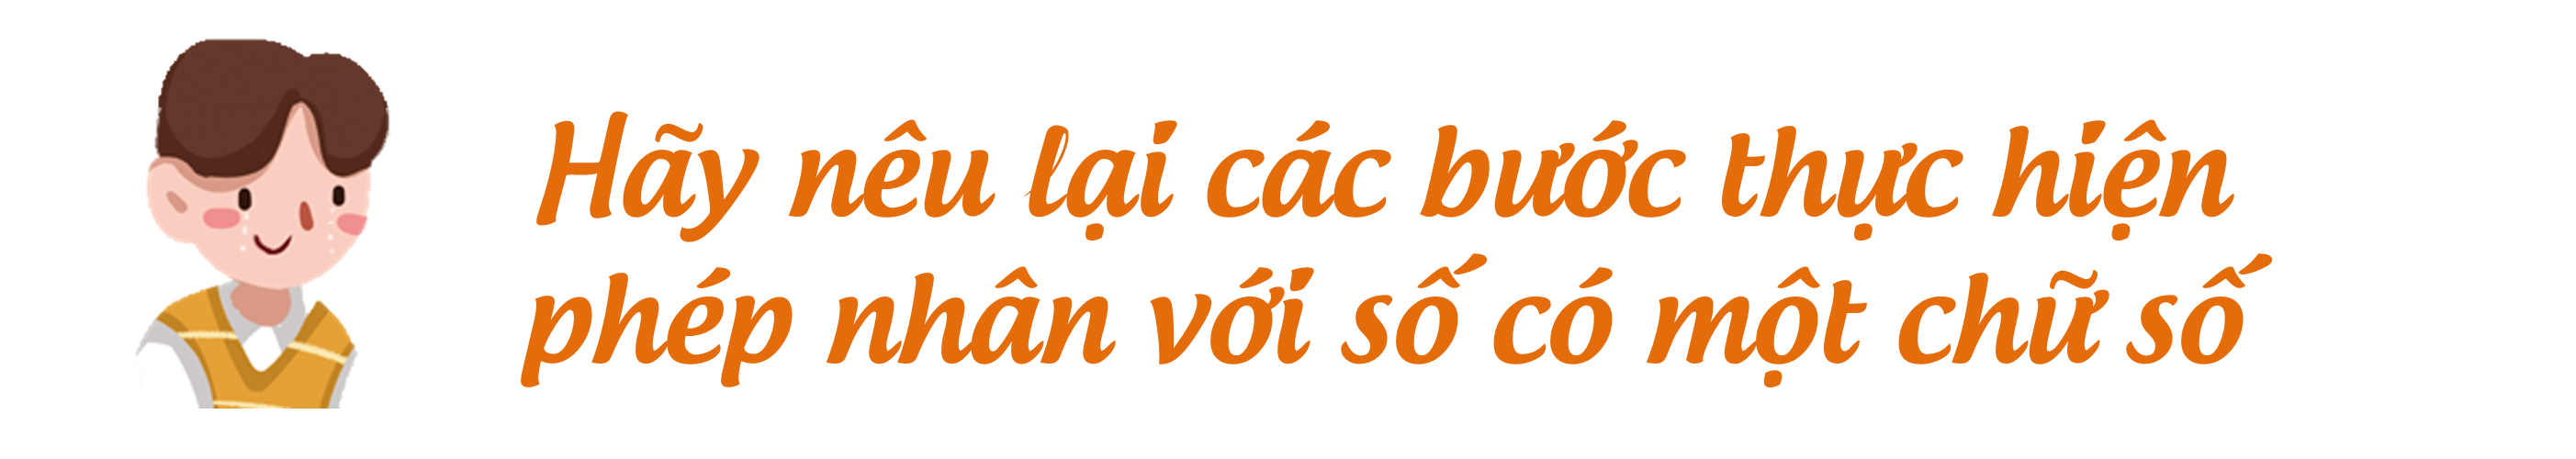 Hãy nêu lại các bước thực hiện
phép nhân với số có một chữ số